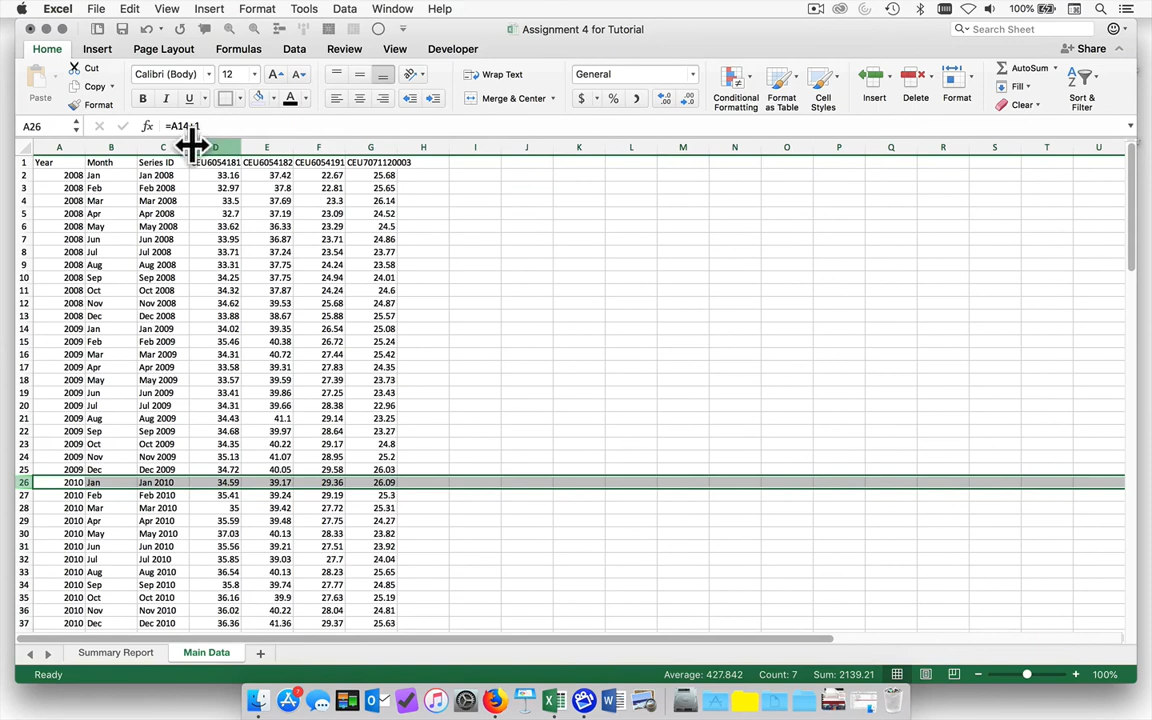 Excel File Edit View Insert Format Tools Data Window Help 100%
Assignment 4 for Tutorial
Search Sheet
Home Insert Page Layout Formulas Data Review View Developer Share
Paste Cut Copy Format
Calibri (Body) 12
Wrap Text
Merge & Center
General
Conditional Formatting
Format as Table
Cell Styles
Insert Delete Format
AutoSum
Fill
Clear
Sort & Filter
A26 fx =A14+1
A B C D E F G H I J K L M N O P Q R S T U
1 Year Month Series ID CEU6054181 CEU6054182 CEU6054191 CEU7071120003
2 2008 Jan Jan 2008 33.16 37.42 22.67 25.68
3 2008 Feb Feb 2008 32.97 37.8 22.81 25.65
4 2008 Mar Mar 2008 33.5 37.69 23.3 26.14
5 2008 Apr Apr 2008 32.7 37.19 23.09 24.52
6 2008 May May 2008 33.62 36.33 23.29 24.5
7 2008 Jun Jun 2008 33.95 36.87 23.71 24.86
8 2008 Jul Jul 2008 33.71 37.24 23.54 23.77
9 2008 Aug Aug 2008 33.31 37.75 24.24 23.58
10 2008 Sep Sep 2008 34.25 37.75 24.94 24.01
11 2008 Oct Oct 2008 34.32 37.87 24.24 24.6
12 2008 Nov Nov 2008 34.62 39.53 25.68 24.87
13 2008 Dec Dec 2008 33.88 38.67 25.88 25.57
14 2009 Jan Jan 2009 34.02 39.35 26.54 25.08
15 2009 Feb Feb 2009 35.46 40.38 26.72 25.24
16 2009 Mar Mar 2009 34.31 40.72 27.44 25.42
17 2009 Apr Apr 2009 33.58 39.31 27.83 24.35
18 2009 May May 2009 33.57 39.59 27.39 23.73
19 2009 Jun Jun 2009 33.41 39.86 27.25 23.43
20 2009 Jul Jul 2009 34.31 39.66 28.38 22.96
21 2009 Aug Aug 2009 34.43 41.1 29.14 23.25
22 2009 Sep Sep 2009 34.68 39.97 28.64 23.27
23 2009 Oct Oct 2009 34.35 40.22 29.17 24.8
24 2009 Nov Nov 2009 35.13 41.07 28.95 25.2
25 2009 Dec Dec 2009 34.72 40.05 29.58 26.03
26 2010 Jan Jan 2010 34.59 39.17 29.36 26.09
27 2010 Feb Feb 2010 35.41 39.24 29.19 25.3
28 2010 Mar Mar 2010 35 39.42 27.72 25.31
29 2010 Apr Apr 2010 35.59 39.48 27.75 24.27
30 2010 May May 2010 37.03 40.13 28.33 23.82
31 2010 Jun Jun 2010 35.56 39.21 27.51 23.92
32 2010 Jul Jul 2010 35.85 39.03 27.7 24.04
33 2010 Aug Aug 2010 36.54 40.13 28.23 25.65
34 2010 Sep Sep 2010 35.8 39.74 27.77 24.85
35 2010 Oct Oct 2010 36.16 39.9 27.63 25.19
36 2010 Nov Nov 2010 36.02 40.22 28.04 24.81
37 2010 Dec Dec 2010 36.36 41.36 29.37 25.63
Summary Report Main Data
Ready Average: 427.842 Count: 7 Sum: 2139.21 100%